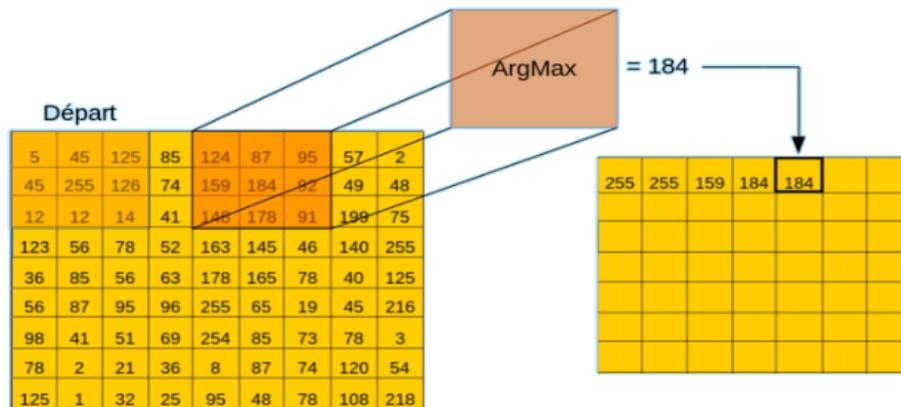 ArgMax = 184
Départ
5 45 125 85 124 87 95 57 2
45 255 126 74 159 184 92 49 48
12 12 14 41 148 178 91 199 75
123 56 78 52 163 145 46 140 255
36 85 56 63 178 165 78 40 125
56 87 95 96 255 65 19 45 216
98 41 51 69 254 85 73 78 3
78 2 21 36 8 87 74 120 54
125 1 32 25 95 48 78 108 218
255 255 159 184 184